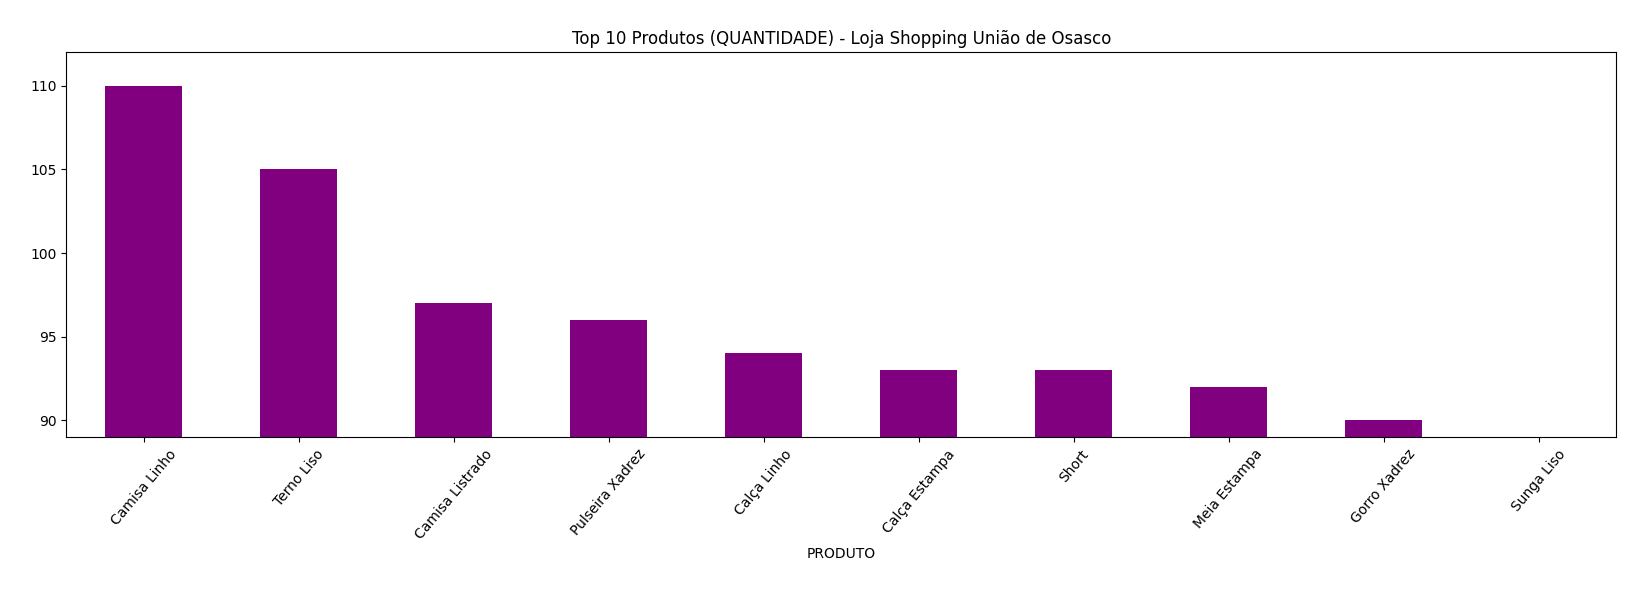 Top 10 Produtos (QUANTIDADE) - Loja Shopping União de Osasco
110
105
100
95
90
Camisa Linho
Terno Liso
Camisa Listrado
Pulseira Xadrez
Calça Linho
Calça Estampa
Short
Meia Estampa
Gorro Xadrez
Sunga Liso
PRODUTO